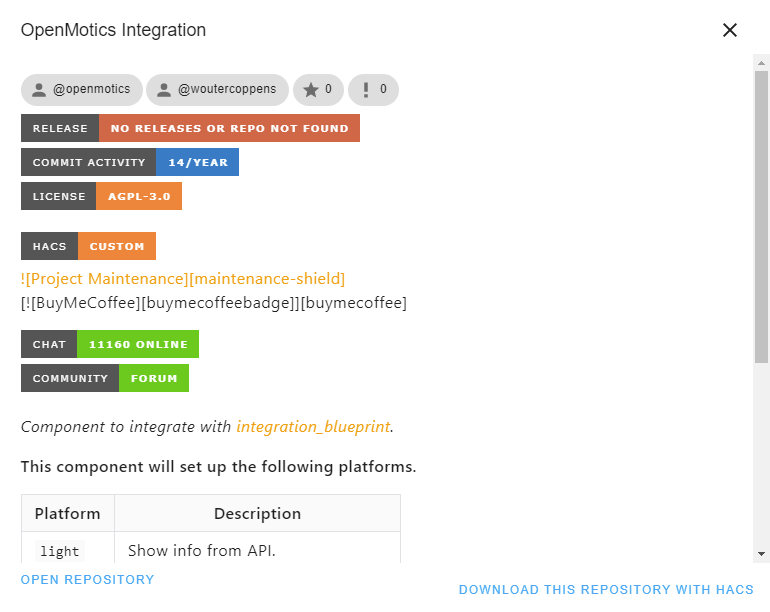 OpenMotics Integration
@openmotics @woutercoppens 0 0
RELEASE NO RELEASES OR REPO NOT FOUND
COMMIT ACTIVITY 14/YEAR
LICENSE AGPL-3.0
HACS CUSTOM
![Project Maintenance][maintenance-shield]
[![BuyMeCoffee][buymecoffeebadge]][buymecoffee]
CHAT 11160 ONLINE
COMMUNITY FORUM
Component to integrate with integration_blueprint.
This component will set up the following platforms.
Platform Description
light Show info from API.
OPEN REPOSITORY
DOWNLOAD THIS REPOSITORY WITH HACS